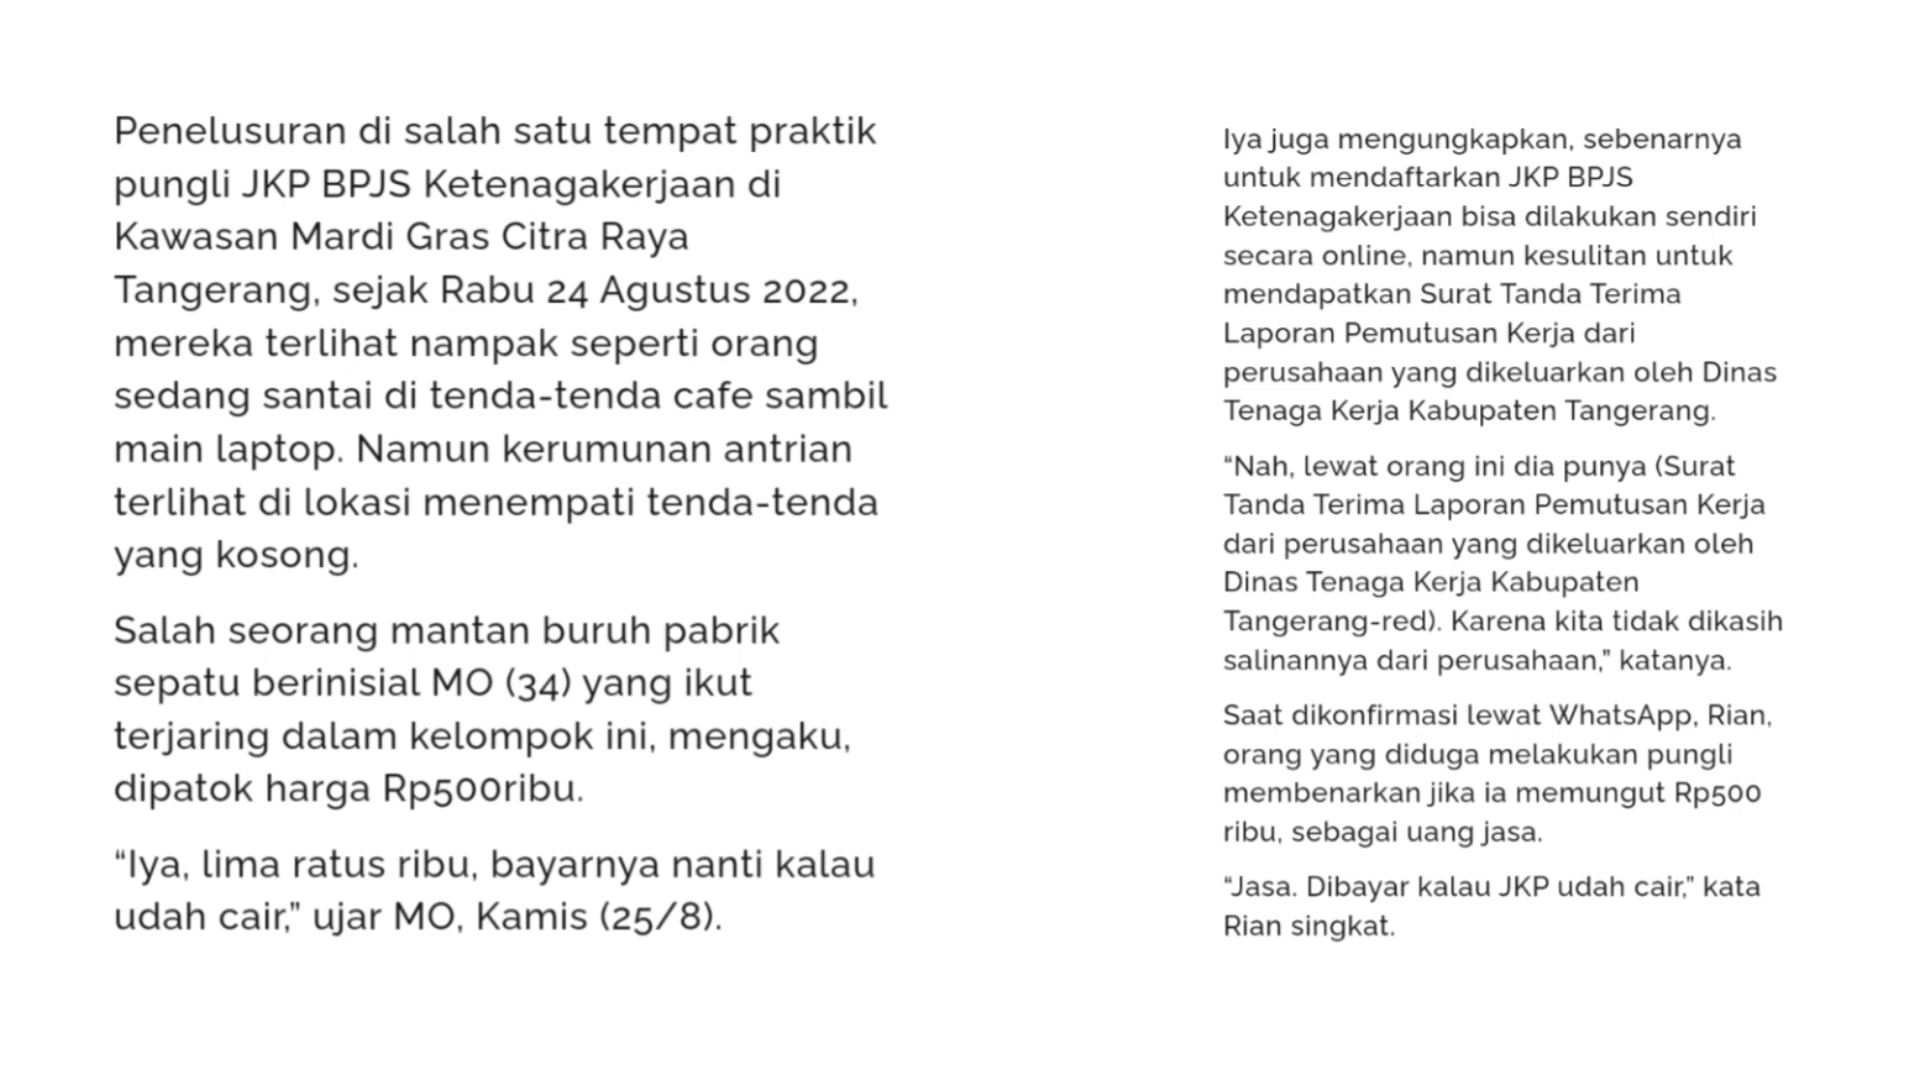 Penelusuran di salah satu tempat praktik
pungli JKP BPJS Ketenagakerjaan di
Kawasan Mardi Gras Citra Raya
Tangerang, sejak Rabu 24 Agustus 2022,
mereka terlihat nampak seperti orang
sedang santai di tenda-tenda cafe sambil
main laptop. Namun kerumunan antrian
terlihat di lokasi menempati tenda-tenda
yang kosong.
Salah seorang mantan buruh pabrik
sepatu berinisial MO (34) yang ikut
terjaring dalam kelompok ini, mengaku,
dipatok harga Rp500ribu.
“Iya, lima ratus ribu, bayarnya nanti kalau
udah cair,” ujar MO, Kamis (25/8).
Iya juga mengungkapkan, sebenarnya
untuk mendaftarkan JKP BPJS
Ketenagakerjaan bisa dilakukan sendiri
secara online, namun kesulitan untuk
mendapatkan Surat Tanda Terima
Laporan Pemutusan Kerja dari
perusahaan yang dikeluarkan oleh Dinas
Tenaga Kerja Kabupaten Tangerang.
“Nah, lewat orang ini dia punya (Surat
Tanda Terima Laporan Pemutusan Kerja
dari perusahaan yang dikeluarkan oleh
Dinas Tenaga Kerja Kabupaten
Tangerang-red). Karena kita tidak dikasih
salinannya dari perusahaan,” katanya.
Saat dikonfirmasi lewat WhatsApp, Rian,
orang yang diduga melakukan pungli
membenarkan jika ia memungut Rp500
ribu, sebagai uang jasa.
“Jasa. Dibayar kalau JKP udah cair,” kata
Rian singkat.